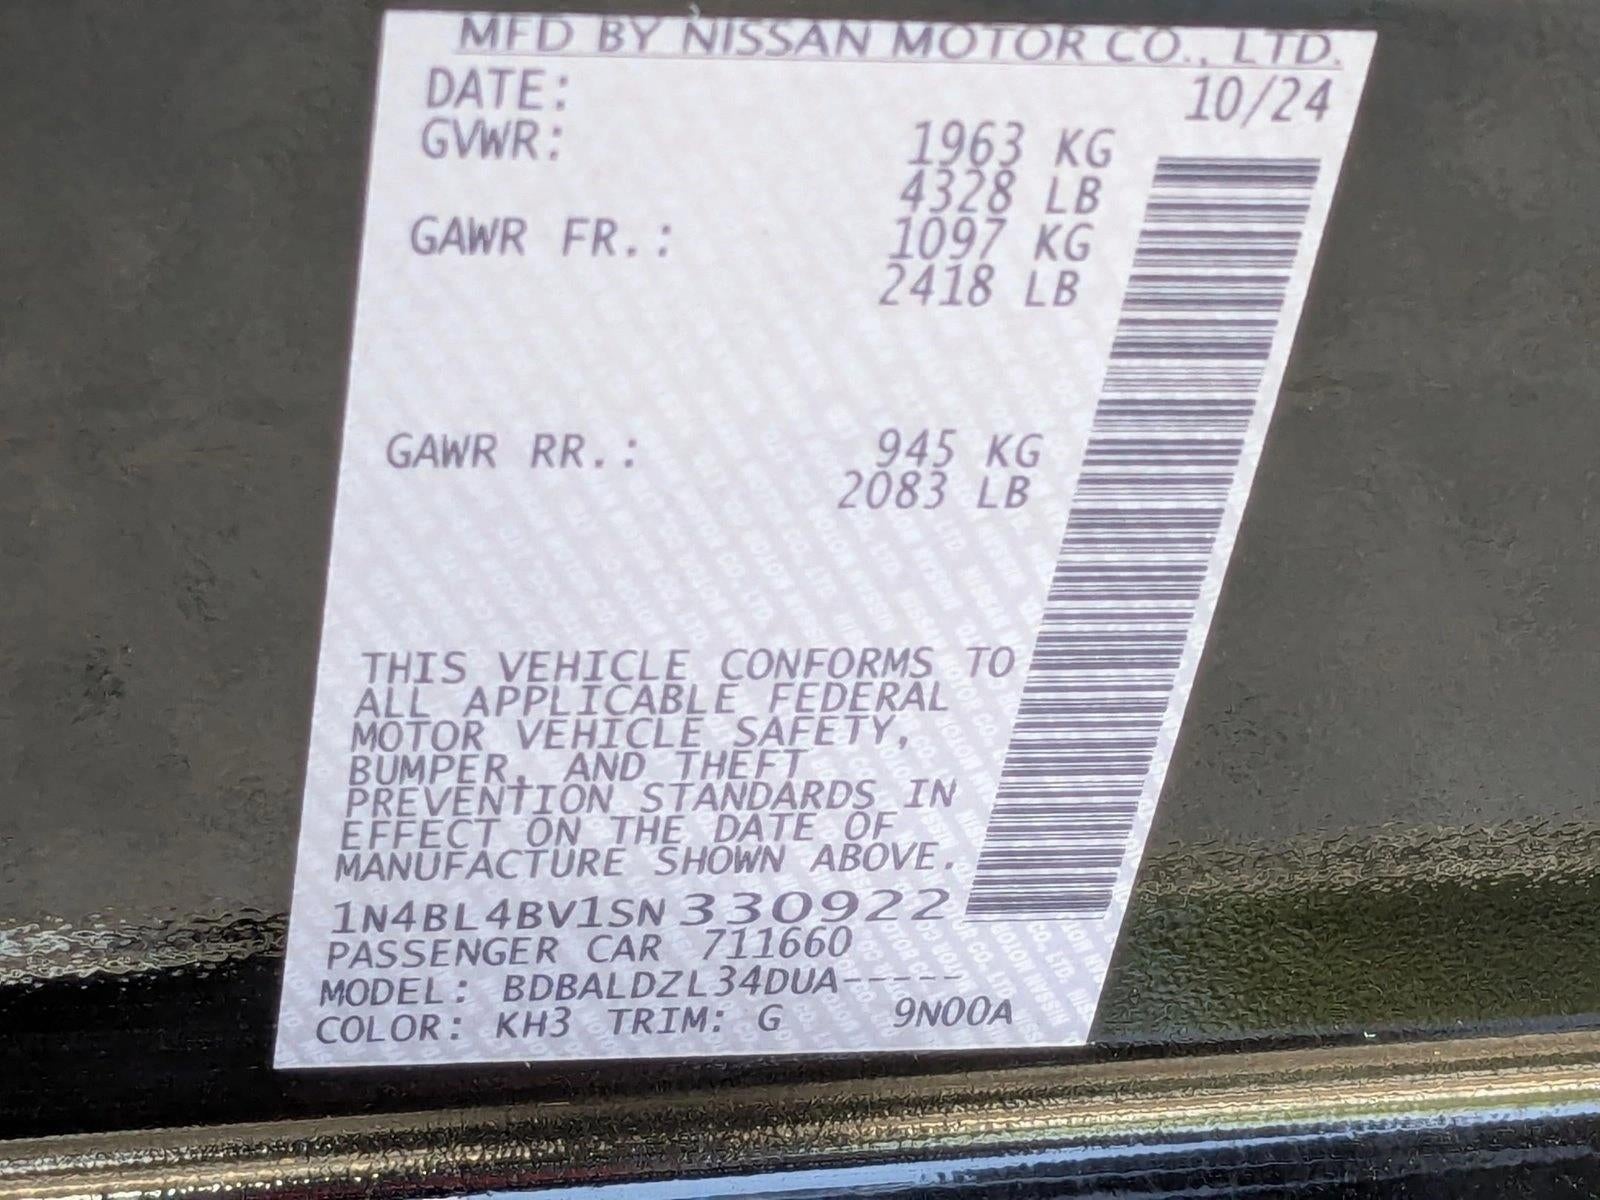 MFD BY NISSAN MOTOR CO., LTD.
DATE: 10/24
GVWR: 1963 KG
4328 LB
GAWR FR.: 1097 KG
2418 LB
GAWR RR.: 945 KG
2083 LB
THIS VEHICLE CONFORMS TO
ALL APPLICABLE FEDERAL
MOTOR VEHICLE SAFETY,
BUMPER, AND THEFT
PREVENTION STANDARDS IN
EFFECT ON THE DATE OF
MANUFACTURE SHOWN ABOVE.
1N4BL4BV1SN330922
PASSENGER CAR 711660
MODEL: BDBALDZL34DUA-----
COLOR: KH3 TRIM: G 9N00A